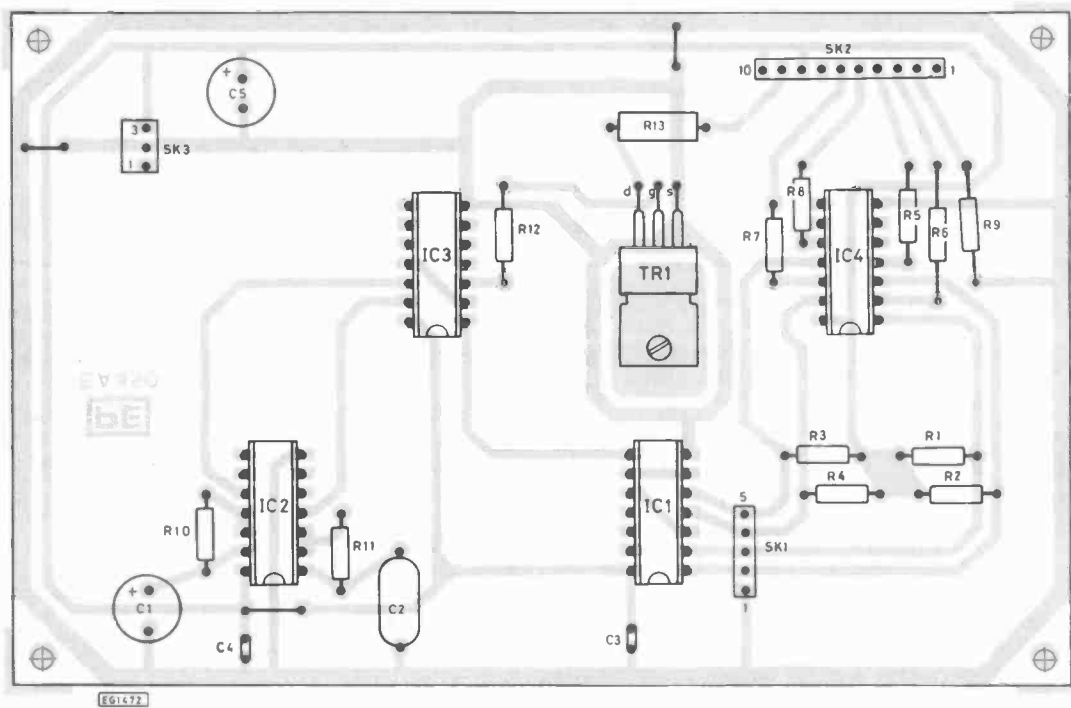 SK2
10 1
+
C5
R13
3
SK3
1
d g s
R8
R5
R12
R7
R6
R9
IC3
IC4
TR1
EA890
PE
R3
R1
R4
R2
IC2
IC1
5
R10
R11
SK1
+
C1
C2
1
C4
C3
EG1472